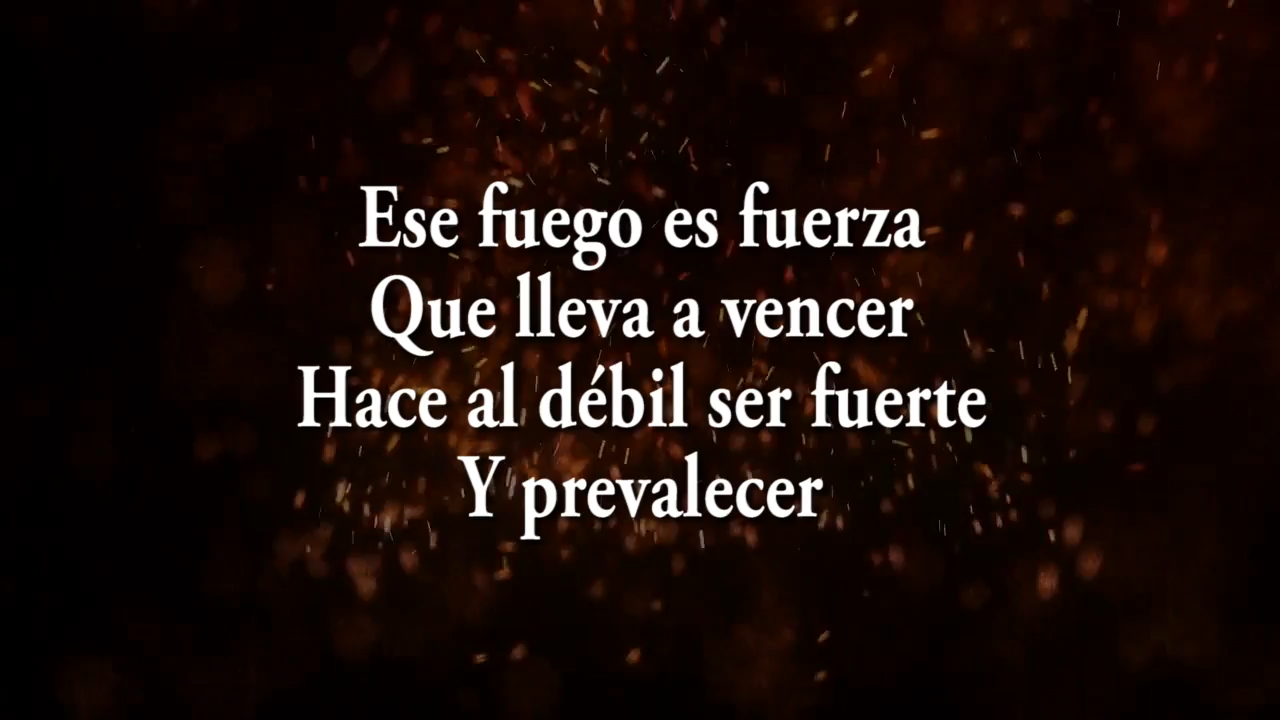 Ese fuego es fuerza
Que lleva a vencer
Hace al débil ser fuerte
Y prevalecer